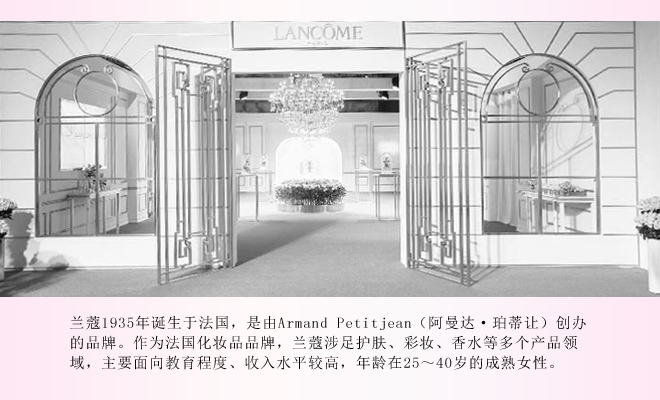 LANCÔME
PARIS
兰蔻1935年诞生于法国，是由Armand Petitjean（阿曼达·珀蒂让）创办
的品牌。作为法国化妆品品牌，兰蔻涉足护肤、彩妆、香水等多个产品领
域，主要面向教育程度、收入水平较高，年龄在25～40岁的成熟女性。